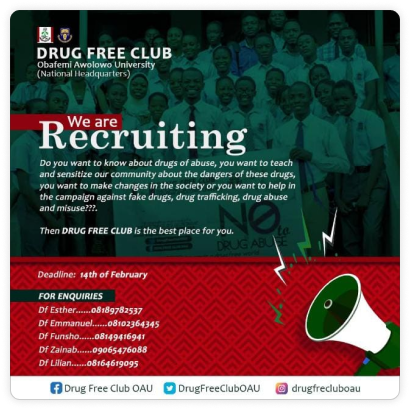 DRUG FREE CLUB
Obafemi Awolowo University
(National Headquarters)
We are
Recruiting
Do you want to know about drugs of abuse, you want to teach
and sensitize our community about the dangers of these drugs,
you want to make changes in the society or you want to help in
the campaign against fake drugs, drug trafficking, drug abuse
and misuse???.
Then DRUG FREE CLUB is the best place for you.
NO to
DRUG ABUSE
Deadline: 14th of February
FOR ENQUIRIES
Df Esther......08189782537
Df Emmanuel......08102364345
Df Funsho......08149416941
Df Zainab......09065476088
Df Lilian......08164619095
Drug Free Club OAU
DrugFreeClubOAU
drugfrecluboau